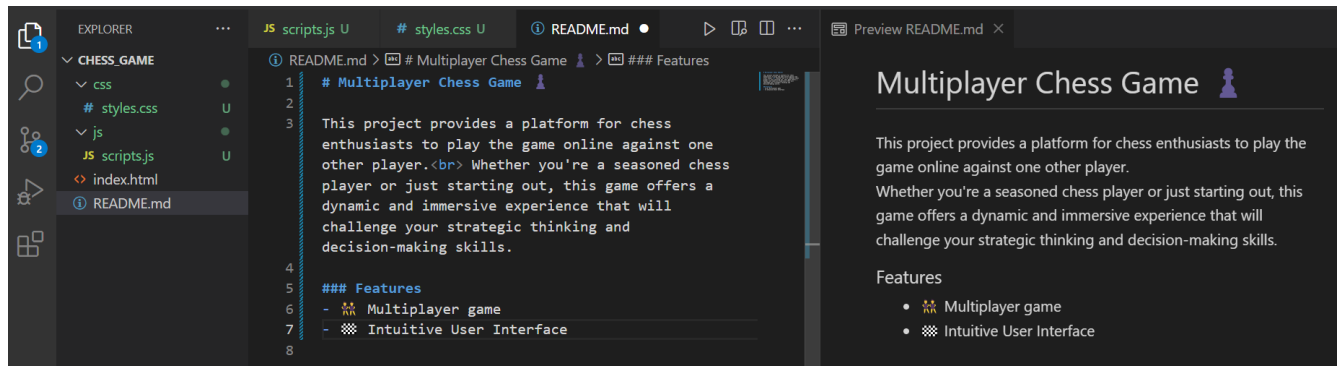 EXPLORER
CHESS_GAME
css
# styles.css U
js
JS scripts.js U
<> index.html
README.md
1
2
JS scripts.js U
# styles.css U
README.md ●
README.md > # Multiplayer Chess Game ♟ > ### Features
1 # Multiplayer Chess Game ♟
2
3 This project provides a platform for chess
enthusiasts to play the game online against one
other player.<br> Whether you're a seasoned chess
player or just starting out, this game offers a
dynamic and immersive experience that will
challenge your strategic thinking and
decision-making skills.
4
5 ### Features
6 - 👯 Multiplayer game
7 - 🏁 Intuitive User Interface
8
Preview README.md ×
Multiplayer Chess Game ♟
This project provides a platform for chess enthusiasts to play the
game online against one other player.
Whether you're a seasoned chess player or just starting out, this
game offers a dynamic and immersive experience that will
challenge your strategic thinking and decision-making skills.
Features
• 👯 Multiplayer game
• 🏁 Intuitive User Interface